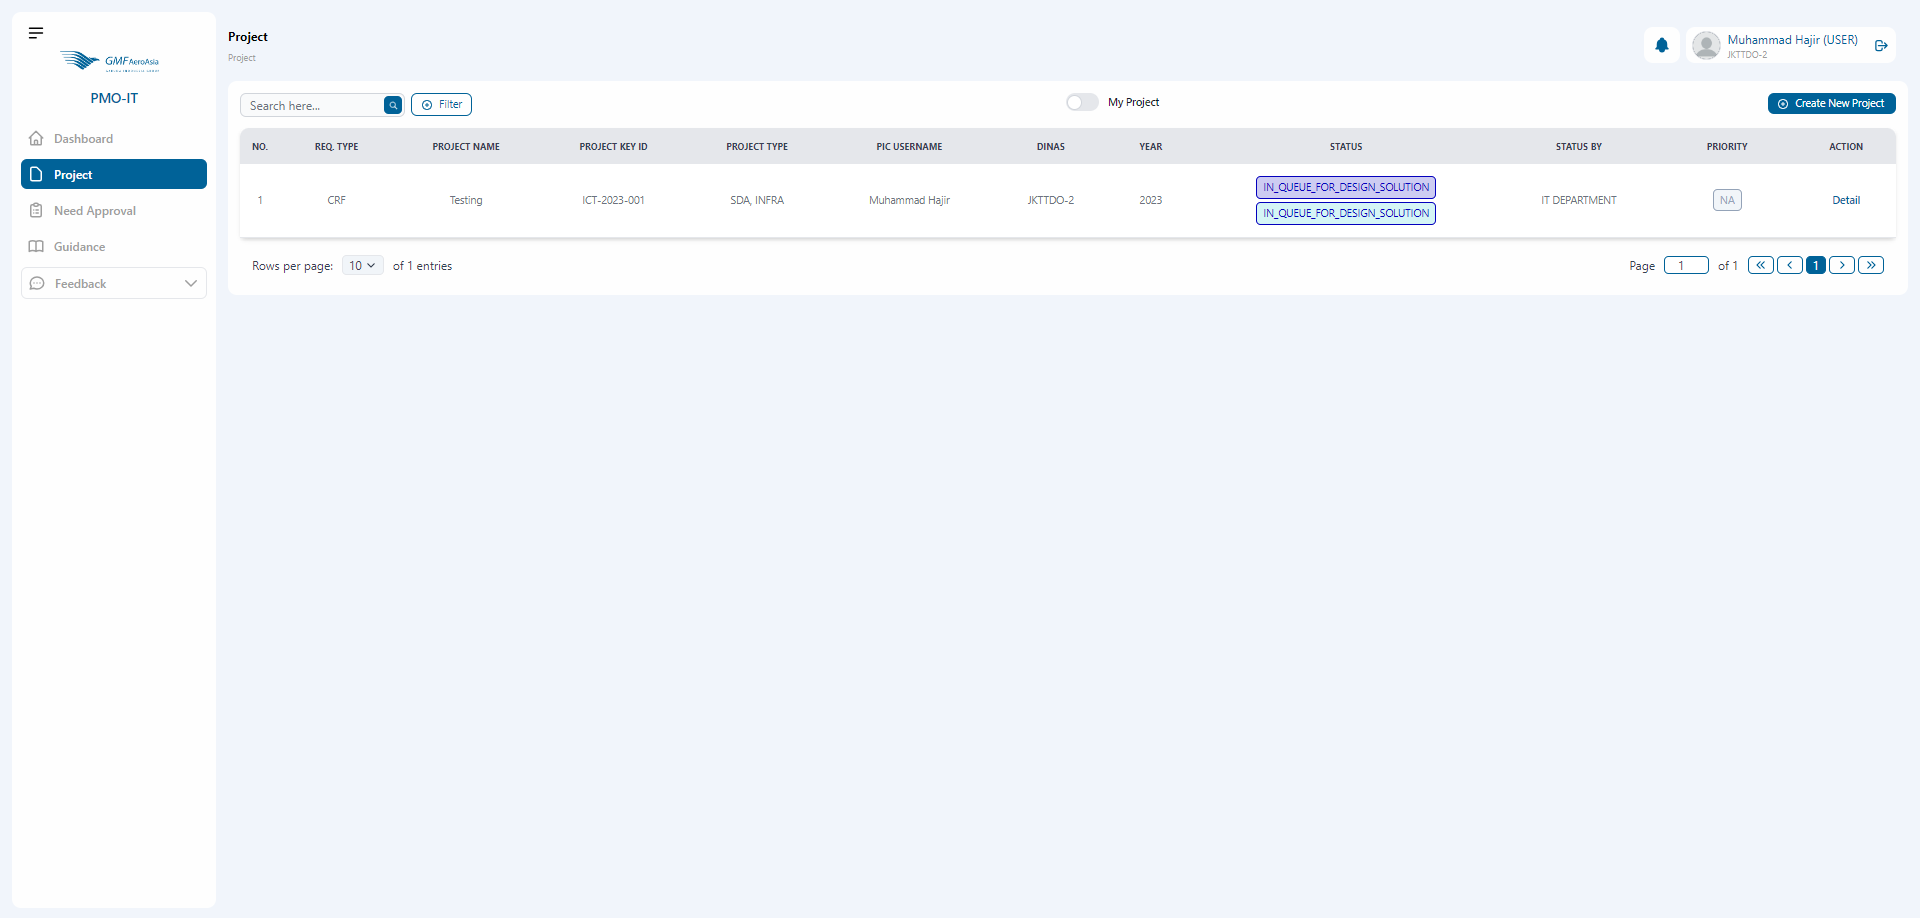 GMF AeroAsia
PMO-IT
Dashboard
Project
Need Approval
Guidance
Feedback
Project
Project
Muhammad Hajir (USER)
JKTTDO-2
Search here...
Filter
My Project
Create New Project
NO. REQ. TYPE PROJECT NAME PROJECT KEY ID PROJECT TYPE PIC USERNAME DINAS YEAR STATUS STATUS BY PRIORITY ACTION
1 CRF Testing ICT-2023-001 SDA, INFRA Muhammad Hajir JKTTDO-2 2023 IN_QUEUE_FOR_DESIGN_SOLUTION IT DEPARTMENT NA Detail
IN_QUEUE_FOR_DESIGN_SOLUTION
Rows per page: 10 of 1 entries
Page 1 of 1 1